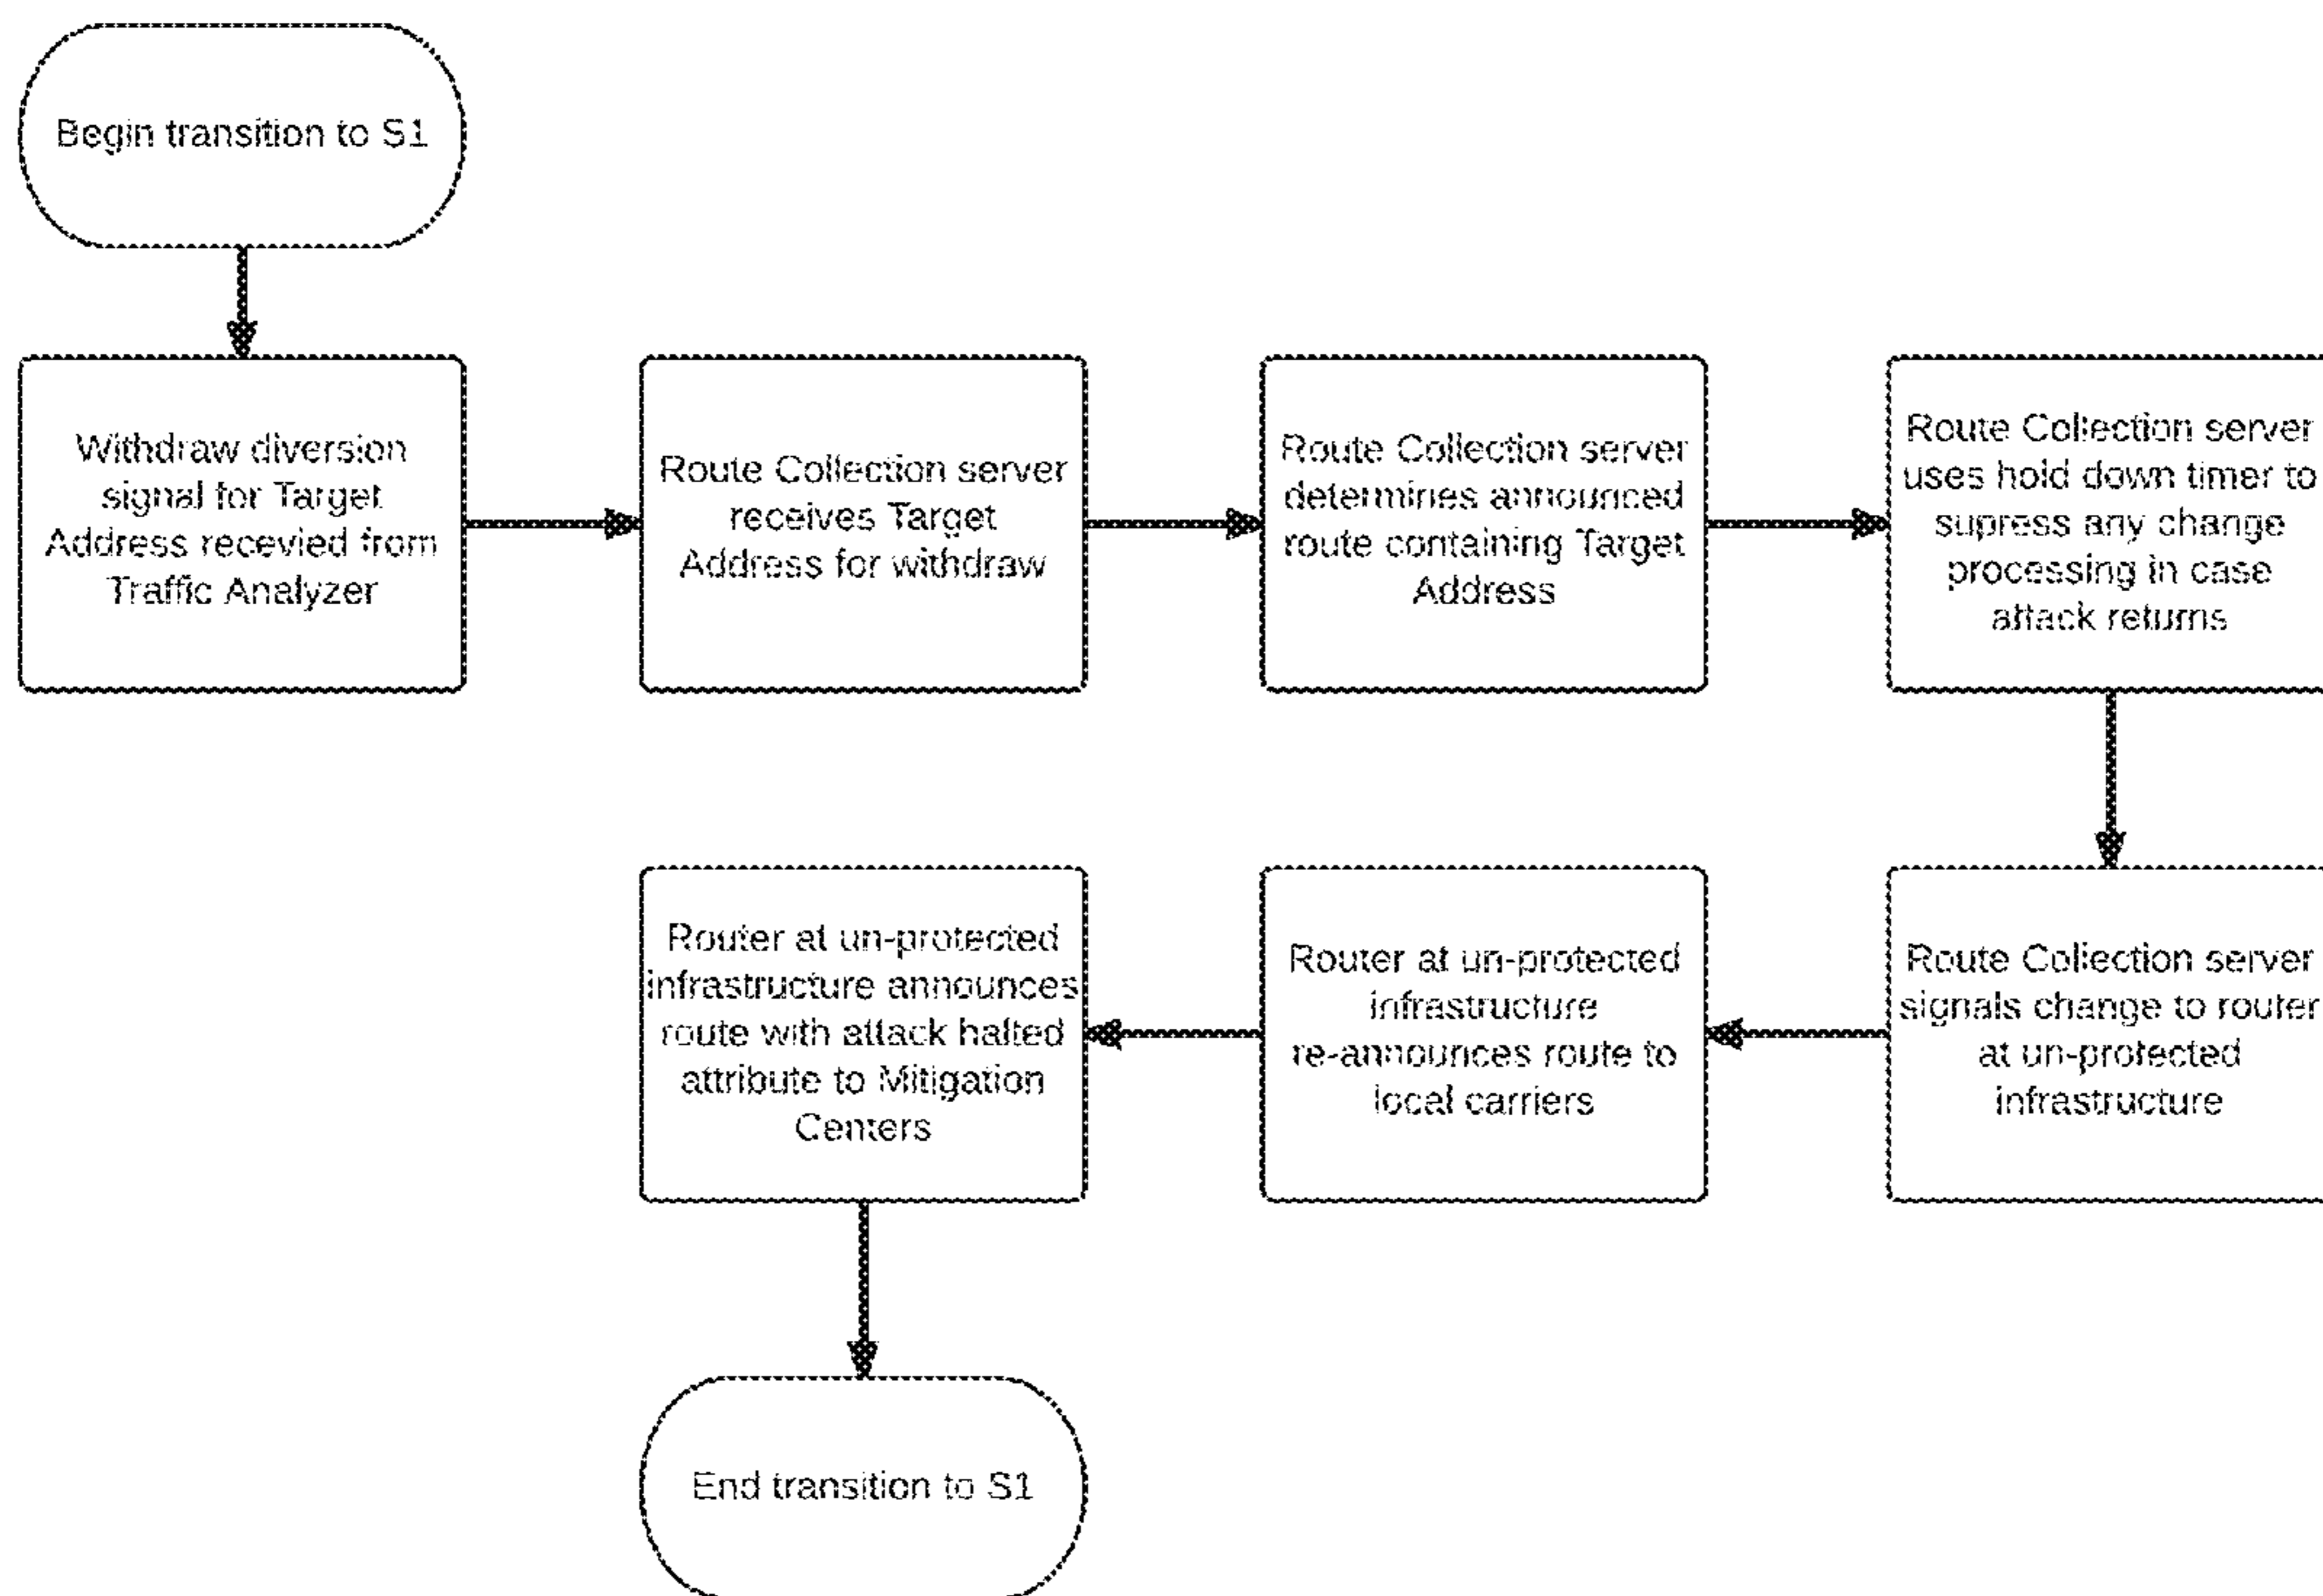 Begin transition to S1
Withdraw diversion
signal for Target
Address recevied from
Traffic Analyzer
Route Collection server
receives Target
Address for withdraw
Route Collection server
determines announced
route containing Target
Address
Route Collection server
uses hold down timer to
supress any change
processing in case
attack returns
Route Collection server
signals change to router
at un-protected
infrastructure
Router at un-protected
infrastructure
re-announces route to
local carriers
Router at un-protected
infrastructure announces
route with attack halted
attribute to Mitigation
Centers
End transition to S1